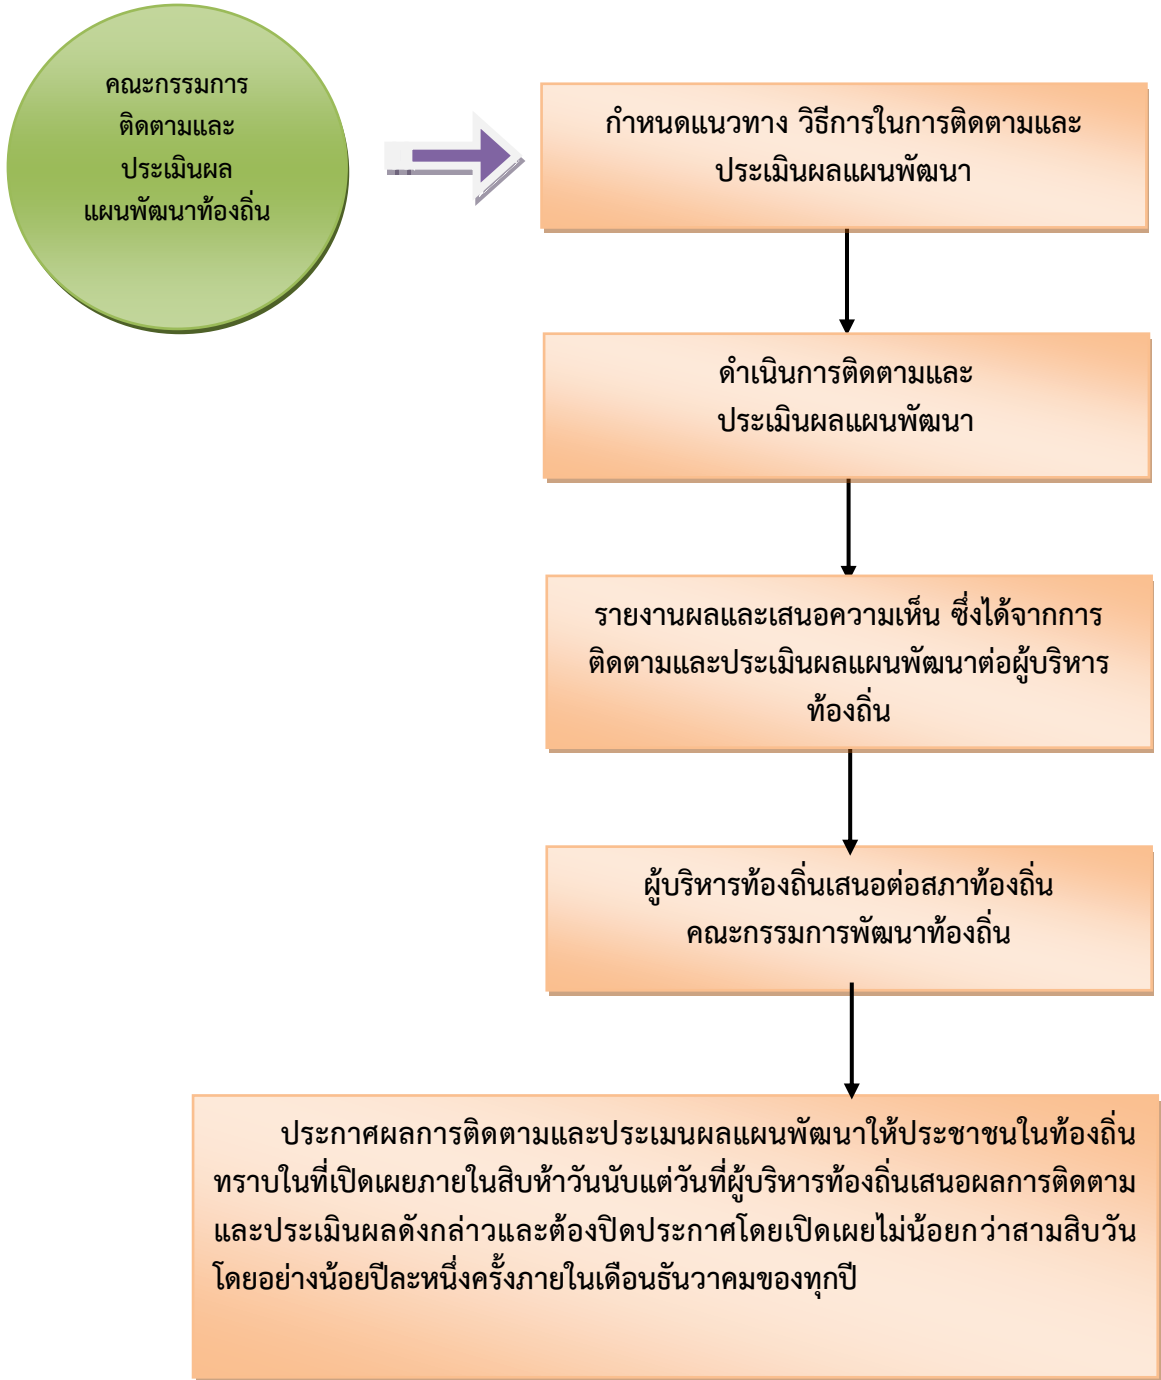 คณะกรรมการ
ติดตามและ
ประเมินผล
แผนพัฒนาท้องถิ่น
กำหนดแนวทาง วิธีการในการติดตามและ
ประเมินผลแผนพัฒนา
ดำเนินการติดตามและ
ประเมินผลแผนพัฒนา
รายงานผลและเสนอความเห็น ซึ่งได้จากการ
ติดตามและประเมินผลแผนพัฒนาต่อผู้บริหาร
ท้องถิ่น
ผู้บริหารท้องถิ่นเสนอต่อสภาท้องถิ่น
คณะกรรมการพัฒนาท้องถิ่น
ประกาศผลการติดตามและประเมนผลแผนพัฒนาให้ประชาชนในท้องถิ่น
ทราบในที่เปิดเผยภายในสิบห้าวันนับแต่วันที่ผู้บริหารท้องถิ่นเสนอผลการติดตาม
และประเมินผลดังกล่าวและต้องปิดประกาศโดยเปิดเผยไม่น้อยกว่าสามสิบวัน
โดยอย่างน้อยปีละหนึ่งครั้งภายในเดือนธันวาคมของทุกปี